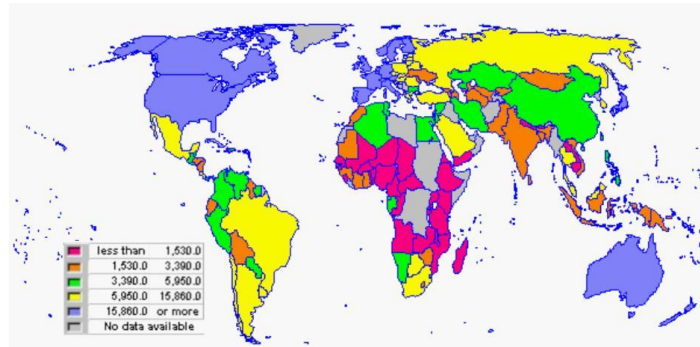 less than 1,530.0
1,530.0 3,390.0
3,390.0 5,950.0
5,950.0 15,860.0
15,860.0 or more
No data available